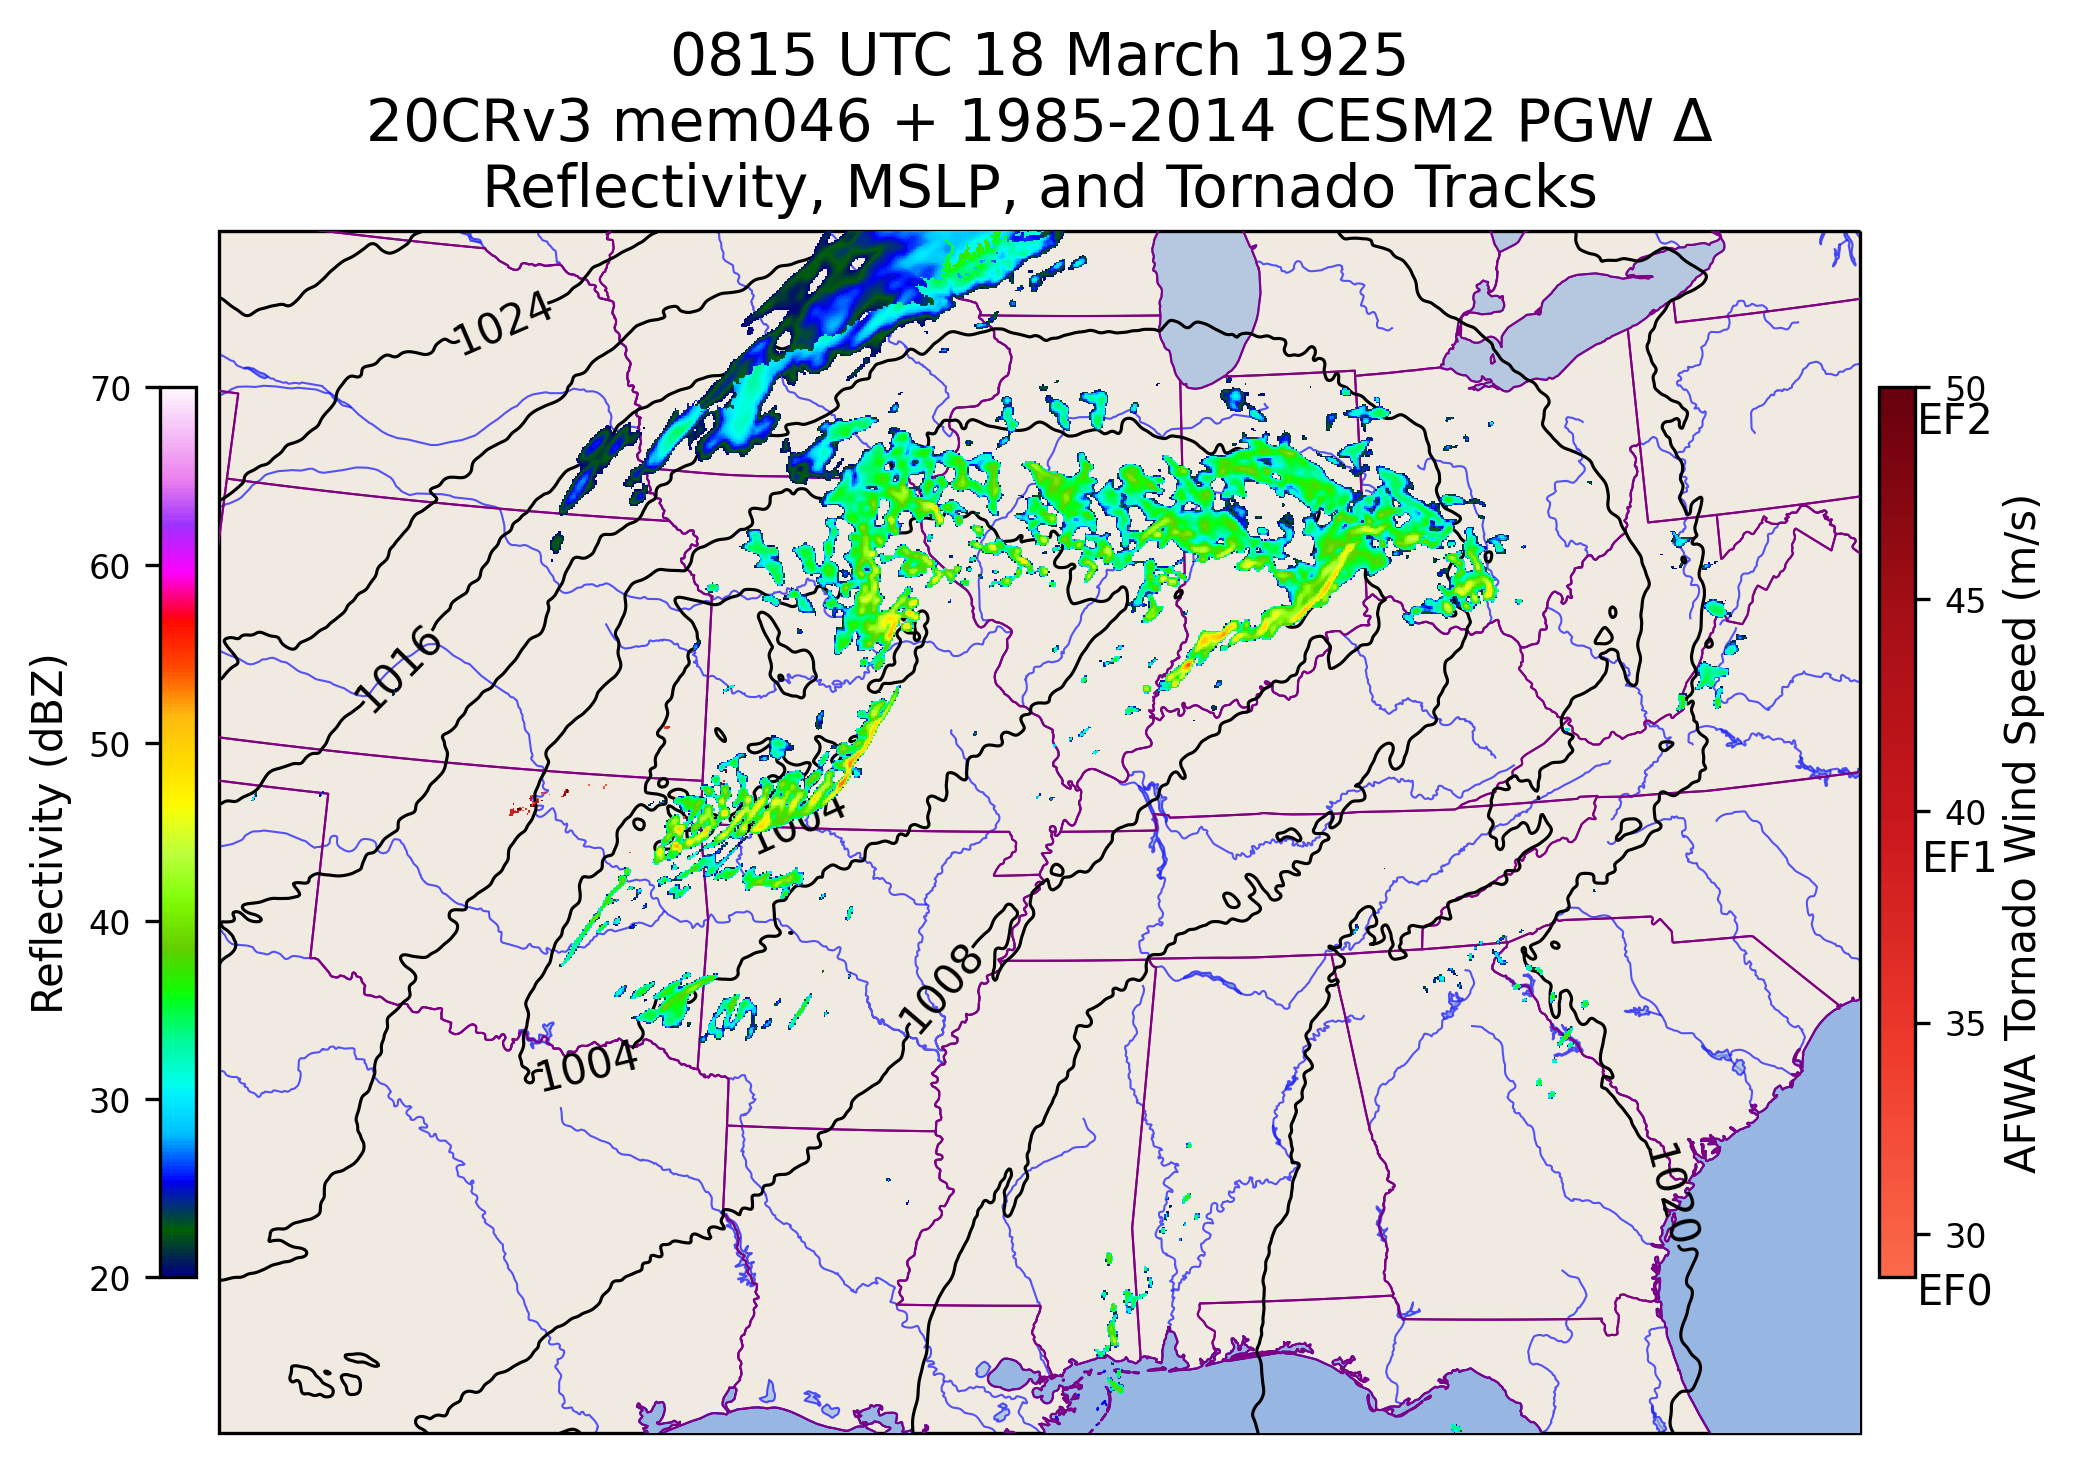 0815 UTC 18 March 1925
20CRv3 mem046 + 1985-2014 CESM2 PGW Δ
Reflectivity, MSLP, and Tornado Tracks
Reflectivity (dBZ)
70
60
50
40
30
20
1024
1016
1004
1008
1004
1020
50
EF2
45
40
EF1
35
30
EF0
AFWA Tornado Wind Speed (m/s)